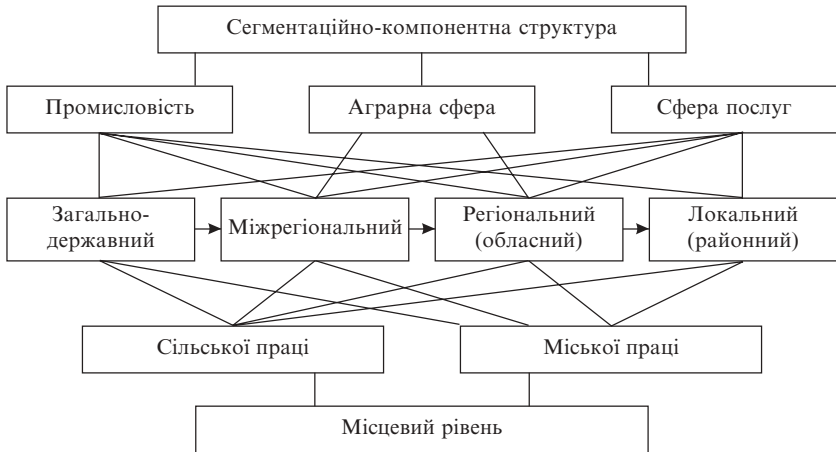 Сегментаційно-компонентна структура
Промисловість
Аграрна сфера
Сфера послуг
Загально-
державний
Міжрегіональний
Регіональний
(обласний)
Локальний
(районний)
Сільської праці
Міської праці
Місцевий рівень